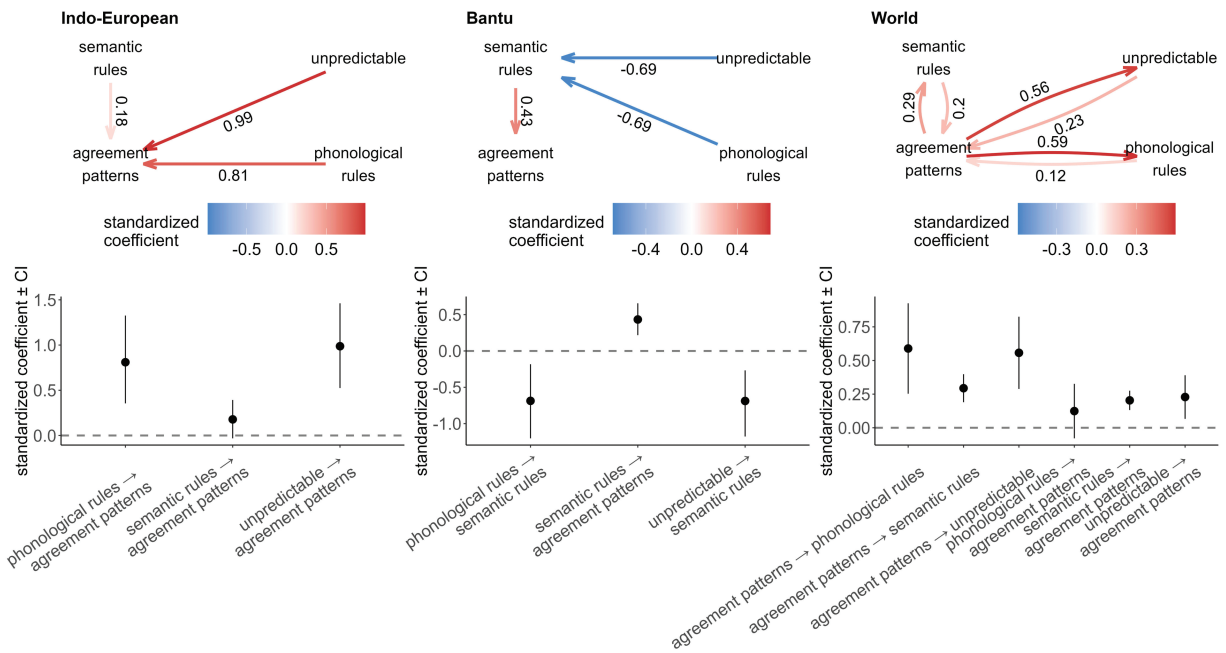 Indo-European
semantic
rules
unpredictable
0.18
0.99
agreement
patterns
phonological
rules
0.81
standardized
coefficient
-0.5 0.0 0.5
Bantu
semantic
rules
unpredictable
-0.69
0.43
-0.69
agreement
patterns
phonological
rules
standardized
coefficient
-0.4 0.0 0.4
World
semantic
rules
unpredictable
0.29
0.2
0.56
0.23
agreement
patterns
0.59
phonological
rules
0.12
standardized
coefficient
-0.3 0.0 0.3
standardized coefficient ± CI
1.5
1.0
0.5
0.0
phonological rules →
agreement patterns
semantic rules →
agreement patterns
unpredictable →
agreement patterns
standardized coefficient ± CI
0.5
0.0
-0.5
-1.0
phonological rules →
semantic rules
semantic rules →
agreement patterns
unpredictable →
semantic rules
standardized coefficient ± CI
0.75
0.50
0.25
0.00
agreement patterns → phonological rules
agreement patterns → semantic rules
agreement patterns → unpredictable
phonological rules →
agreement patterns
semantic rules →
agreement patterns
unpredictable →
agreement patterns